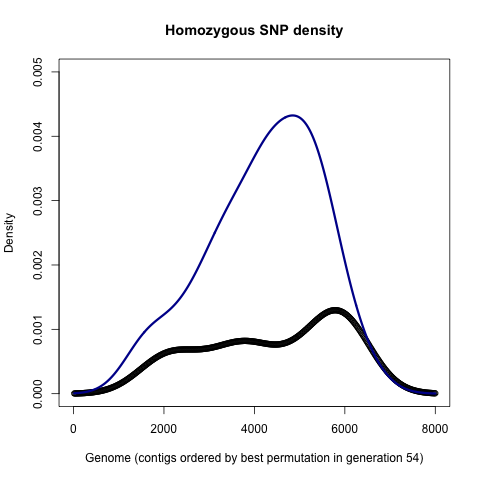 Homozygous SNP density
0.005
0.004
0.003
0.002
0.001
0.000
Density
0 2000 4000 6000 8000
Genome (contigs ordered by best permutation in generation 54)